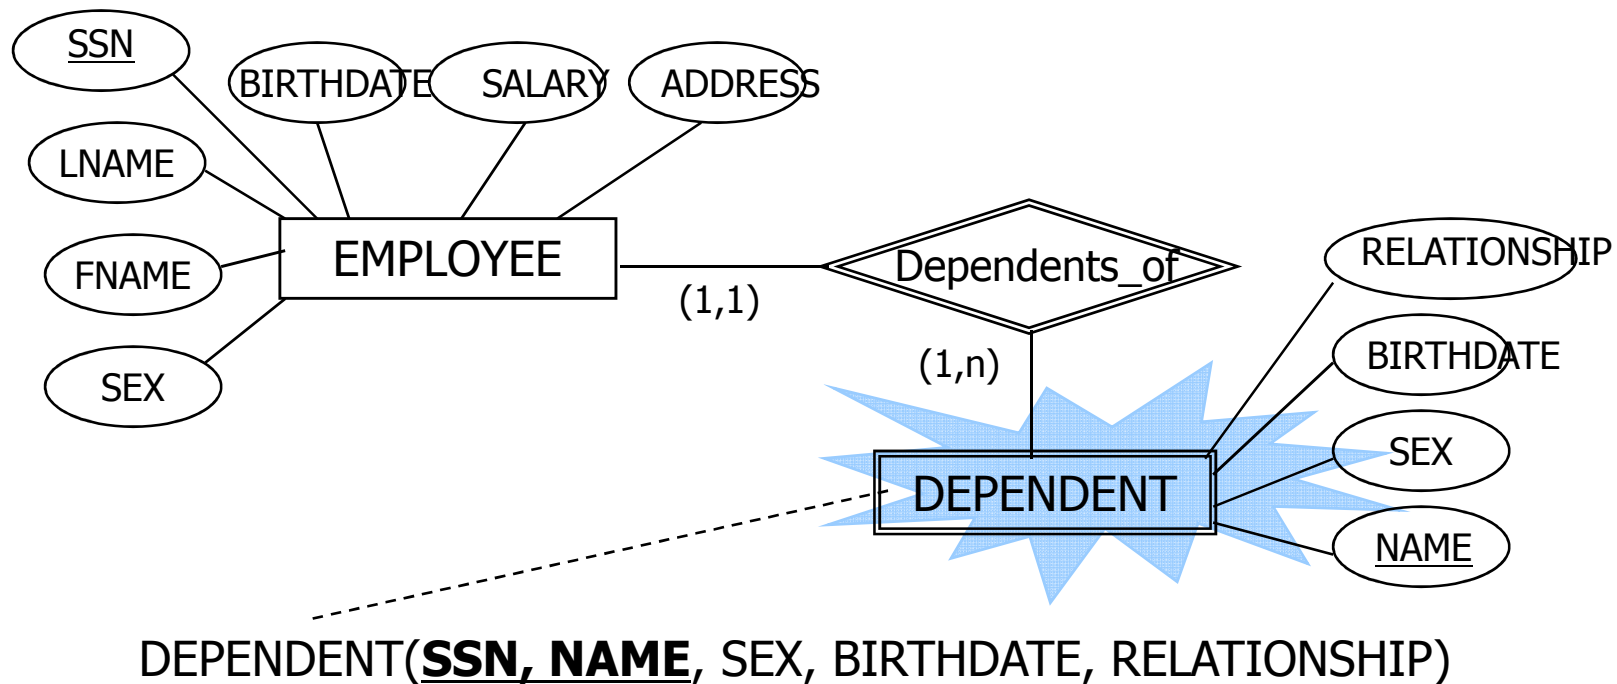 SSN
BIRTHDATE
SALARY
ADDRESS
LNAME
FNAME
SEX
EMPLOYEE
(1,1)
Dependents_of
(1,n)
RELATIONSHIP
BIRTHDATE
SEX
NAME
DEPENDENT
DEPENDENT(SSN, NAME, SEX, BIRTHDATE, RELATIONSHIP)